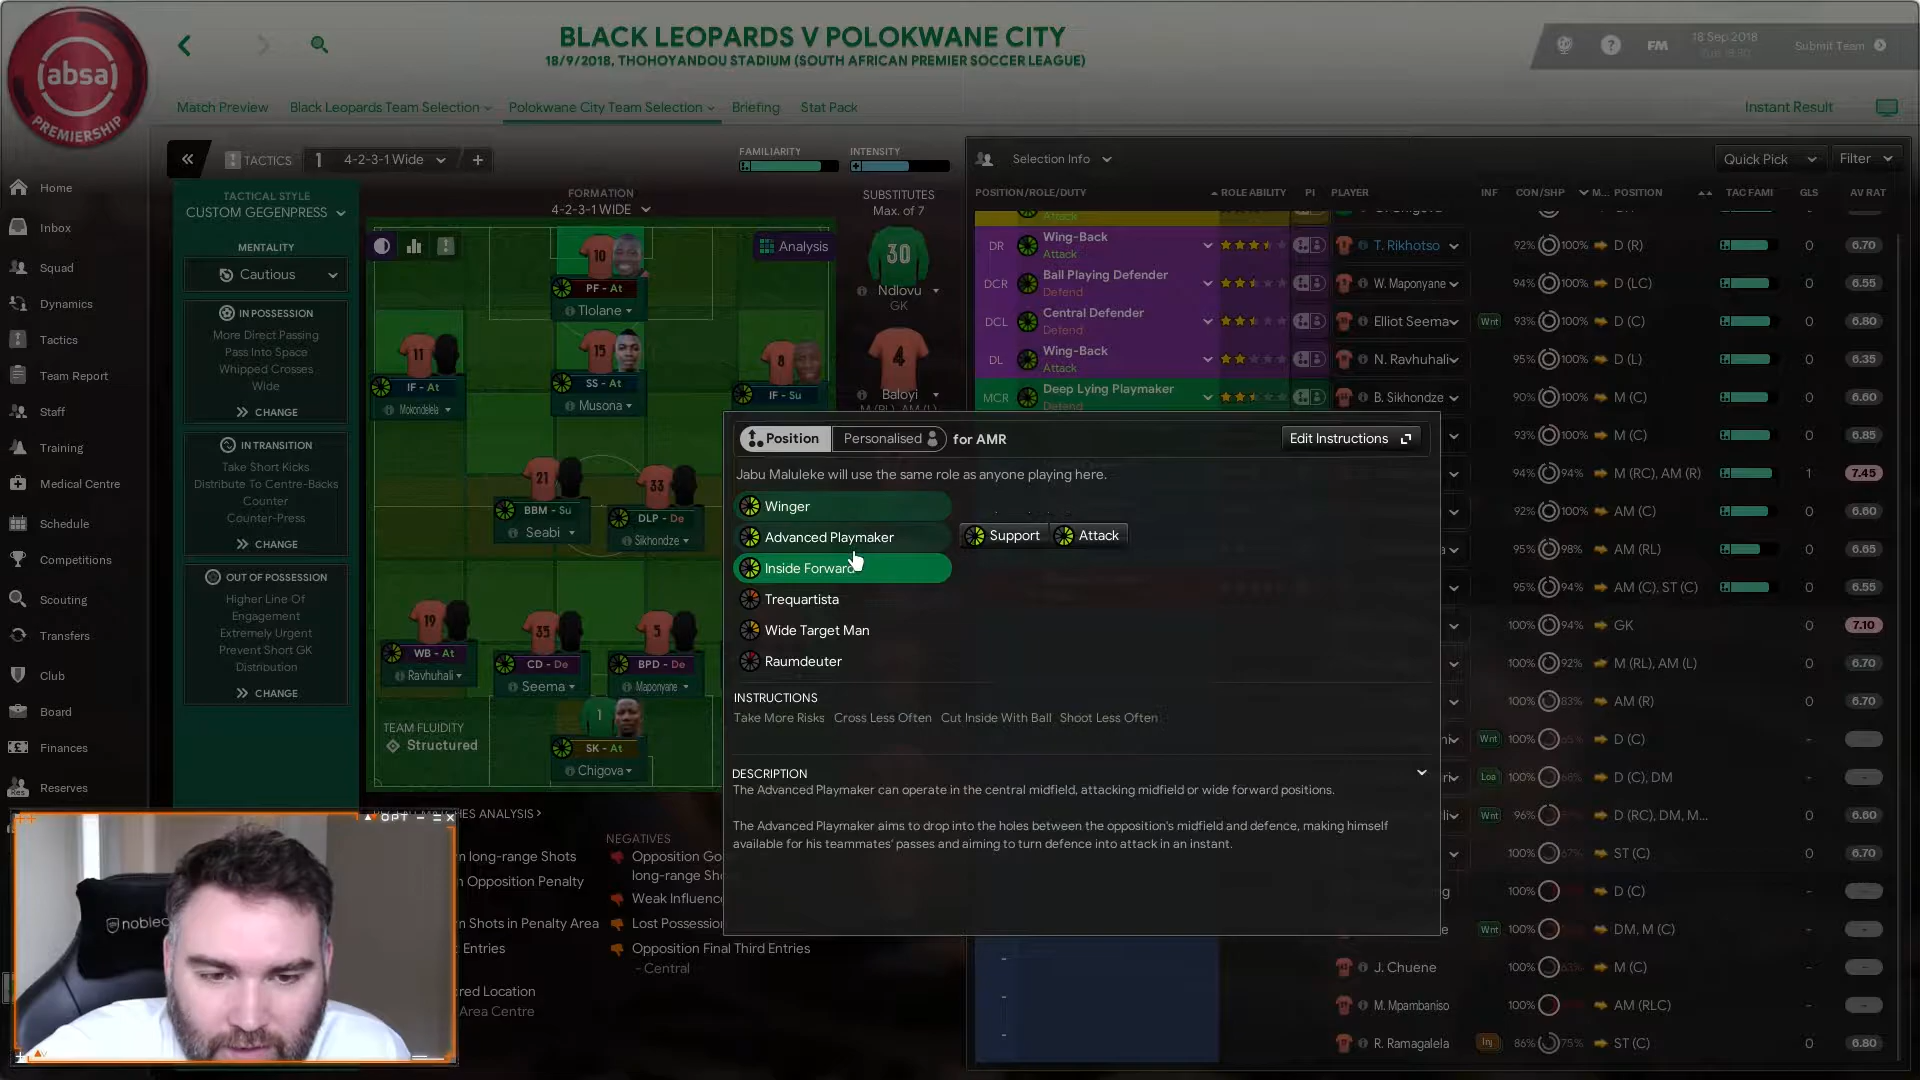 absa
PREMIERSHIP
BLACK LEOPARDS V POLOKWANE CITY
18/9/2018, THOHOYANDOU STADIUM (SOUTH AFRICAN PREMIER SOCCER LEAGUE)
FM
18 Sep 2018
Submit Team
Match Preview
Black Leopards Team Selection
Polokwane City Team Selection
Briefing
Stat Pack
Instant Result
Home
Inbox
Squad
Dynamics
Tactics
Team Report
Staff
Training
Medical Centre
Schedule
Competitions
Scouting
Transfers
Club
Board
Finances
Reserves
TACTICS
1 4-2-3-1 Wide
FAMILIARITY
INTENSITY
TACTICAL STYLE
CUSTOM GEGENPRESS
MENTALITY
Cautious
IN POSSESSION
More Direct Passing
Pass Into Space
Whipped Crosses
Wide
CHANGE
IN TRANSITION
Take Short Kicks
Distribute To Centre-Backs
Counter
Counter-Press
CHANGE
OUT OF POSSESSION
Higher Line Of
Engagement
Extremely Urgent
Prevent Short GK
Distribution
CHANGE
FORMATION
4-2-3-1 WIDE
Analysis
10
PF - At
Tlolane
11
IF - At
Mokondelela
15
SS - At
Musona
8
IF - Su
21
BBM - Su
Seabi
33
DLP - De
Sikhondze
19
WB - At
Ravhuhali
35
CD - De
Seema
5
BPD - De
Maponyane
1
SK - At
Chigova
TEAM FLUIDITY
Structured
SUBSTITUTES
Max. of 7
30
Ndlovu
GK
4
Baloyi
Selection Info
Quick Pick
Filter
POSITION/ROLE/DUTY
ROLE ABILITY
PI
PLAYER
INF
CON/SHP
M...
POSITION
TAC FAMI
GLS
AV RAT
Attack
DR Wing-Back Attack T. Rikhotso 92% 100% D (R) 0 6.70
DCR Ball Playing Defender Defend W. Maponyane 94% 100% D (LC) 0 6.55
DCL Central Defender Defend Elliot Seema Wnt 93% 100% D (C) 0 6.80
DL Wing-Back Attack N. Ravhuhali 95% 100% D (L) 0 6.35
MCR Deep Lying Playmaker Defend B. Sikhondze 90% 100% M (C) 0 6.60
93% 100% M (C) 0 6.85
94% 94% M (RC), AM (R) 1 7.45
92% 100% AM (C) 0 6.60
95% 98% AM (RL) 0 6.65
95% 94% AM (C), ST (C) 0 6.55
100% 94% GK 0 7.10
100% 92% M (RL), AM (L) 0 6.70
100% 83% AM (R) 0 6.70
Wnt 100% D (C) - -
Loa 100% 68% D (C), DM - -
Wnt 96% D (RC), DM, M... 0 6.60
100% 67% ST (C) 0 6.70
100% D (C) - -
Wnt 100% DM, M (C) - -
J. Chuene 100% 63% M (C) - -
M. Mpambaniso 100% AM (RLC) - -
R. Ramagalela Inj 86% 75% ST (C) 0 6.80
Position
Personalised
for AMR
Edit Instructions
Jabu Maluleke will use the same role as anyone playing here.
Winger
Advanced Playmaker
Inside Forward
Trequartista
Wide Target Man
Raumdeuter
Support
Attack
INSTRUCTIONS
Take More Risks Cross Less Often Cut Inside With Ball Shoot Less Often
DESCRIPTION
The Advanced Playmaker can operate in the central midfield, attacking midfield or wide forward positions.
The Advanced Playmaker aims to drop into the holes between the opposition's midfield and defence, making himself
available for his teammates' passes and aiming to turn defence into attack in an instant.
ANALYSIS >
long-range Shots
Opposition Penalty
Shots in Penalty Area
Entries
Location
Area Centre
NEGATIVES
Opposition
long-range
Weak
Lost
Opposition Final Third Entries
- Central
OPT
noblec